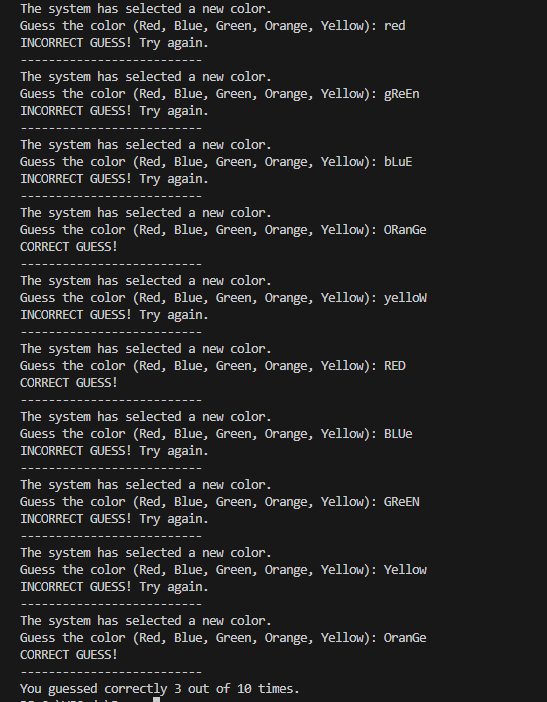 The system has selected a new color.
Guess the color (Red, Blue, Green, Orange, Yellow): red
INCORRECT GUESS! Try again.
--------------------------
The system has selected a new color.
Guess the color (Red, Blue, Green, Orange, Yellow): gReEn
INCORRECT GUESS! Try again.
--------------------------
The system has selected a new color.
Guess the color (Red, Blue, Green, Orange, Yellow): bLuE
INCORRECT GUESS! Try again.
--------------------------
The system has selected a new color.
Guess the color (Red, Blue, Green, Orange, Yellow): ORanGe
CORRECT GUESS!
--------------------------
The system has selected a new color.
Guess the color (Red, Blue, Green, Orange, Yellow): yelloW
INCORRECT GUESS! Try again.
--------------------------
The system has selected a new color.
Guess the color (Red, Blue, Green, Orange, Yellow): RED
CORRECT GUESS!
--------------------------
The system has selected a new color.
Guess the color (Red, Blue, Green, Orange, Yellow): BLUe
INCORRECT GUESS! Try again.
--------------------------
The system has selected a new color.
Guess the color (Red, Blue, Green, Orange, Yellow): GReEN
INCORRECT GUESS! Try again.
--------------------------
The system has selected a new color.
Guess the color (Red, Blue, Green, Orange, Yellow): Yellow
INCORRECT GUESS! Try again.
--------------------------
The system has selected a new color.
Guess the color (Red, Blue, Green, Orange, Yellow): OranGe
CORRECT GUESS!
--------------------------
You guessed correctly 3 out of 10 times.